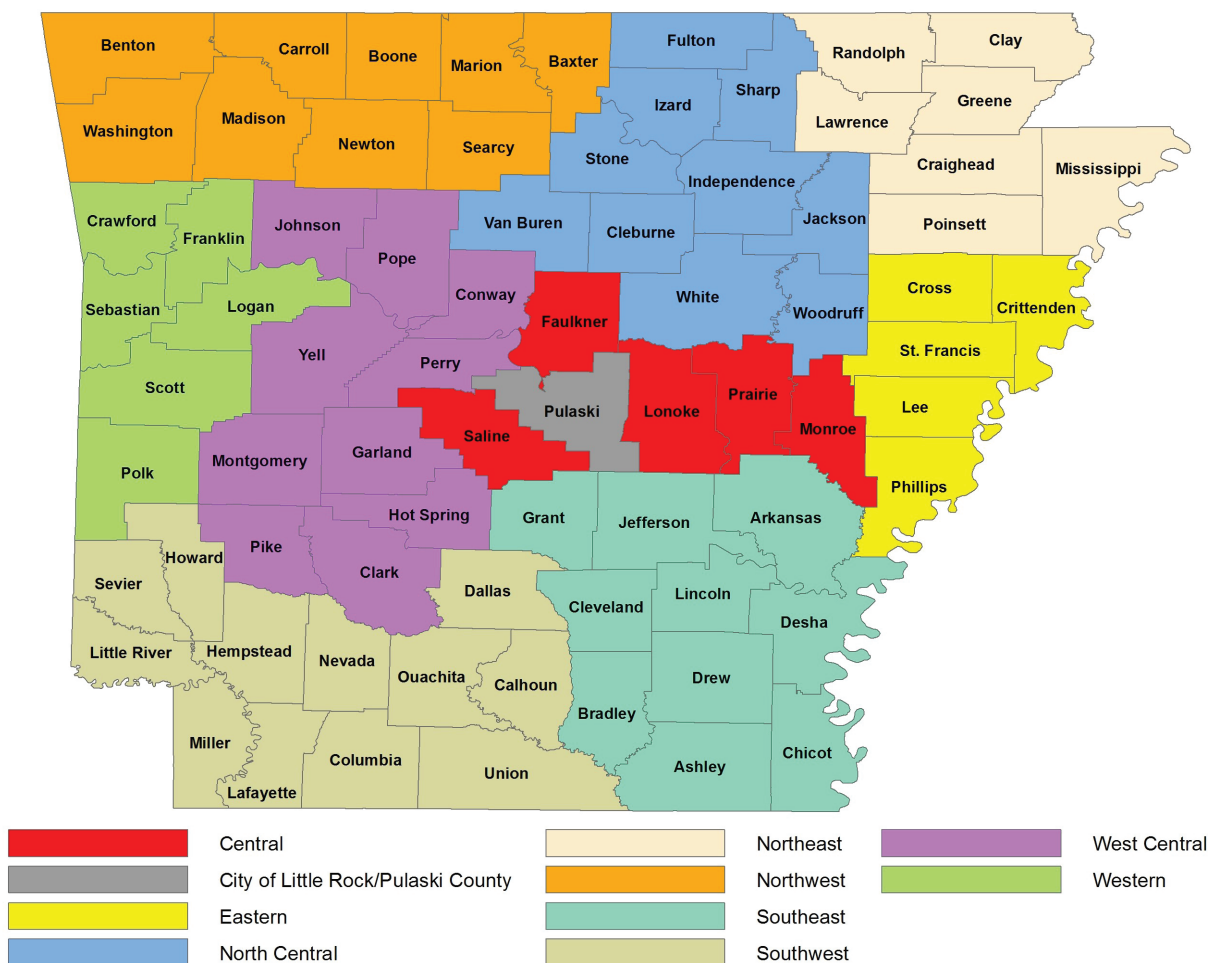 Benton
Carroll
Boone
Marion
Baxter
Fulton
Sharp
Izard
Randolph
Clay
Greene
Lawrence
Washington
Madison
Newton
Searcy
Stone
Independence
Craighead
Mississippi
Crawford
Franklin
Johnson
Pope
Van Buren
Cleburne
Jackson
Poinsett
Sebastian
Logan
Conway
Faulkner
White
Woodruff
Cross
Crittenden
Scott
Yell
Perry
Pulaski
Lonoke
Prairie
Monroe
St. Francis
Lee
Polk
Montgomery
Garland
Saline
Phillips
Hot Spring
Grant
Jefferson
Arkansas
Howard
Pike
Clark
Sevier
Dallas
Cleveland
Lincoln
Desha
Little River
Hempstead
Nevada
Ouachita
Calhoun
Drew
Bradley
Miller
Lafayette
Columbia
Union
Ashley
Chicot
Central
City of Little Rock/Pulaski County
Eastern
North Central
Northeast
Northwest
Southeast
Southwest
West Central
Western